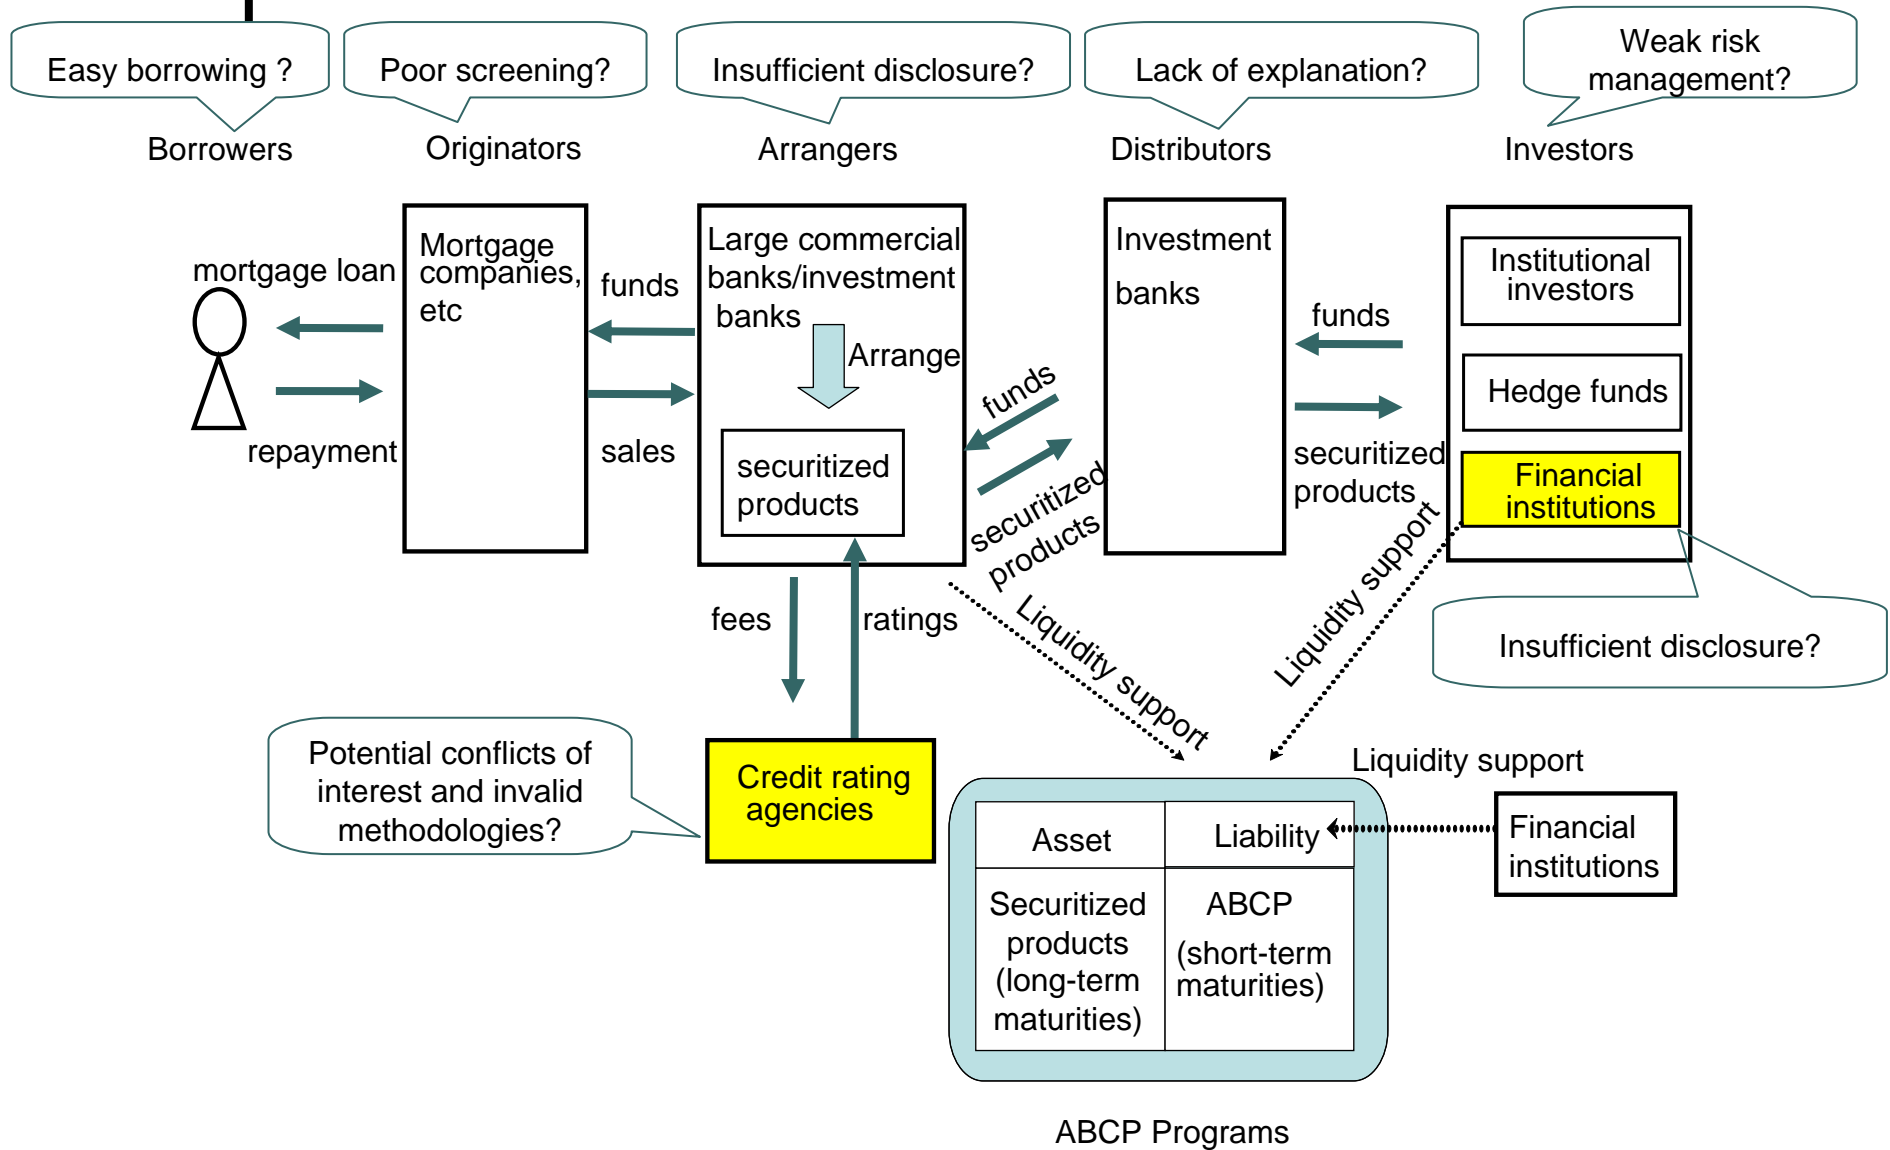 Easy borrowing ?
Poor screening?
Insufficient disclosure?
Lack of explanation?
Weak risk
management?
Borrowers
Originators
Arrangers
Distributors
Investors
mortgage loan
repayment
Mortgage
companies,
etc
funds
sales
Large commercial
banks/investment
banks
Arrange
securitized
products
funds
securitized
products
Investment
banks
funds
securitized
products
Institutional
investors
Hedge funds
Financial
institutions
Insufficient disclosure?
fees
ratings
Liquidity support
Liquidity support
Potential conflicts of
interest and invalid
methodologies?
Credit rating
agencies
Liquidity support
Financial
institutions
Asset
Liability
Securitized
products
(long-term
maturities)
ABCP
(short-term
maturities)
ABCP Programs